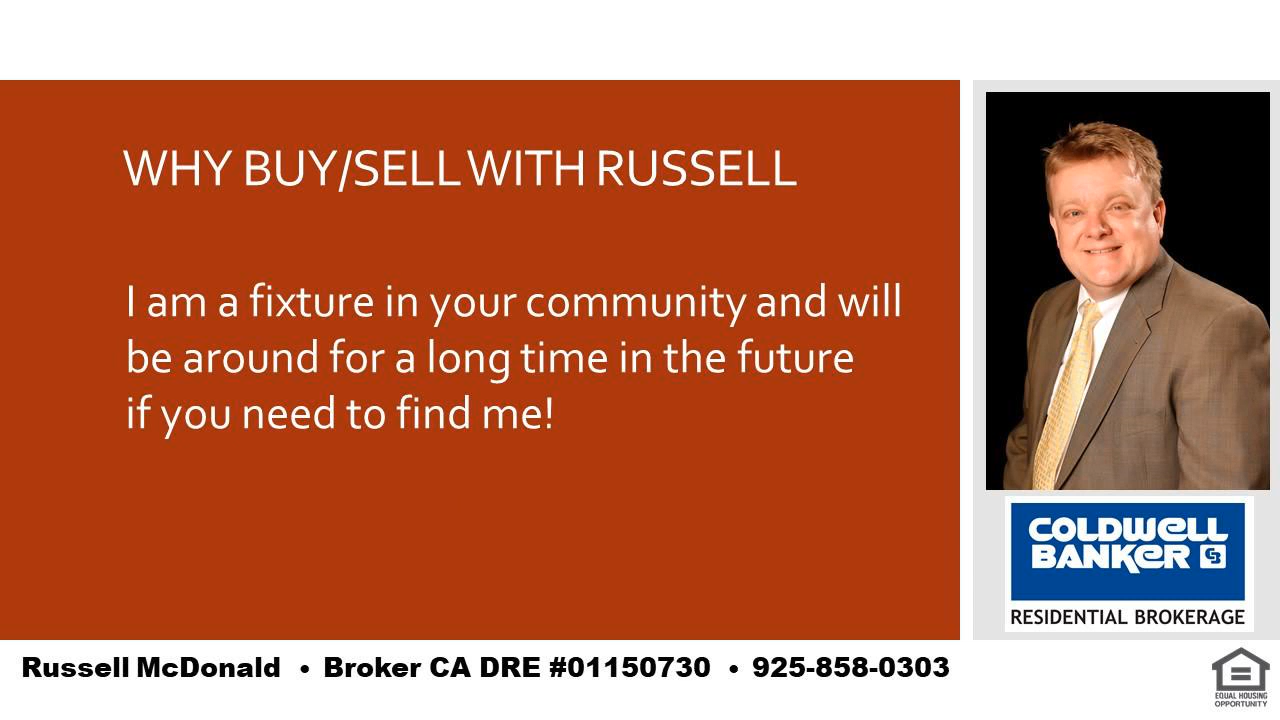 WHY BUY/SELL WITH RUSSELL
I am a fixture in your community and will
be around for a long time in the future
if you need to find me!
COLDWELL
BANKER CB
RESIDENTIAL BROKERAGE
Russell McDonald • Broker CA DRE #01150730 • 925-858-0303
EQUAL HOUSING
OPPORTUNITY